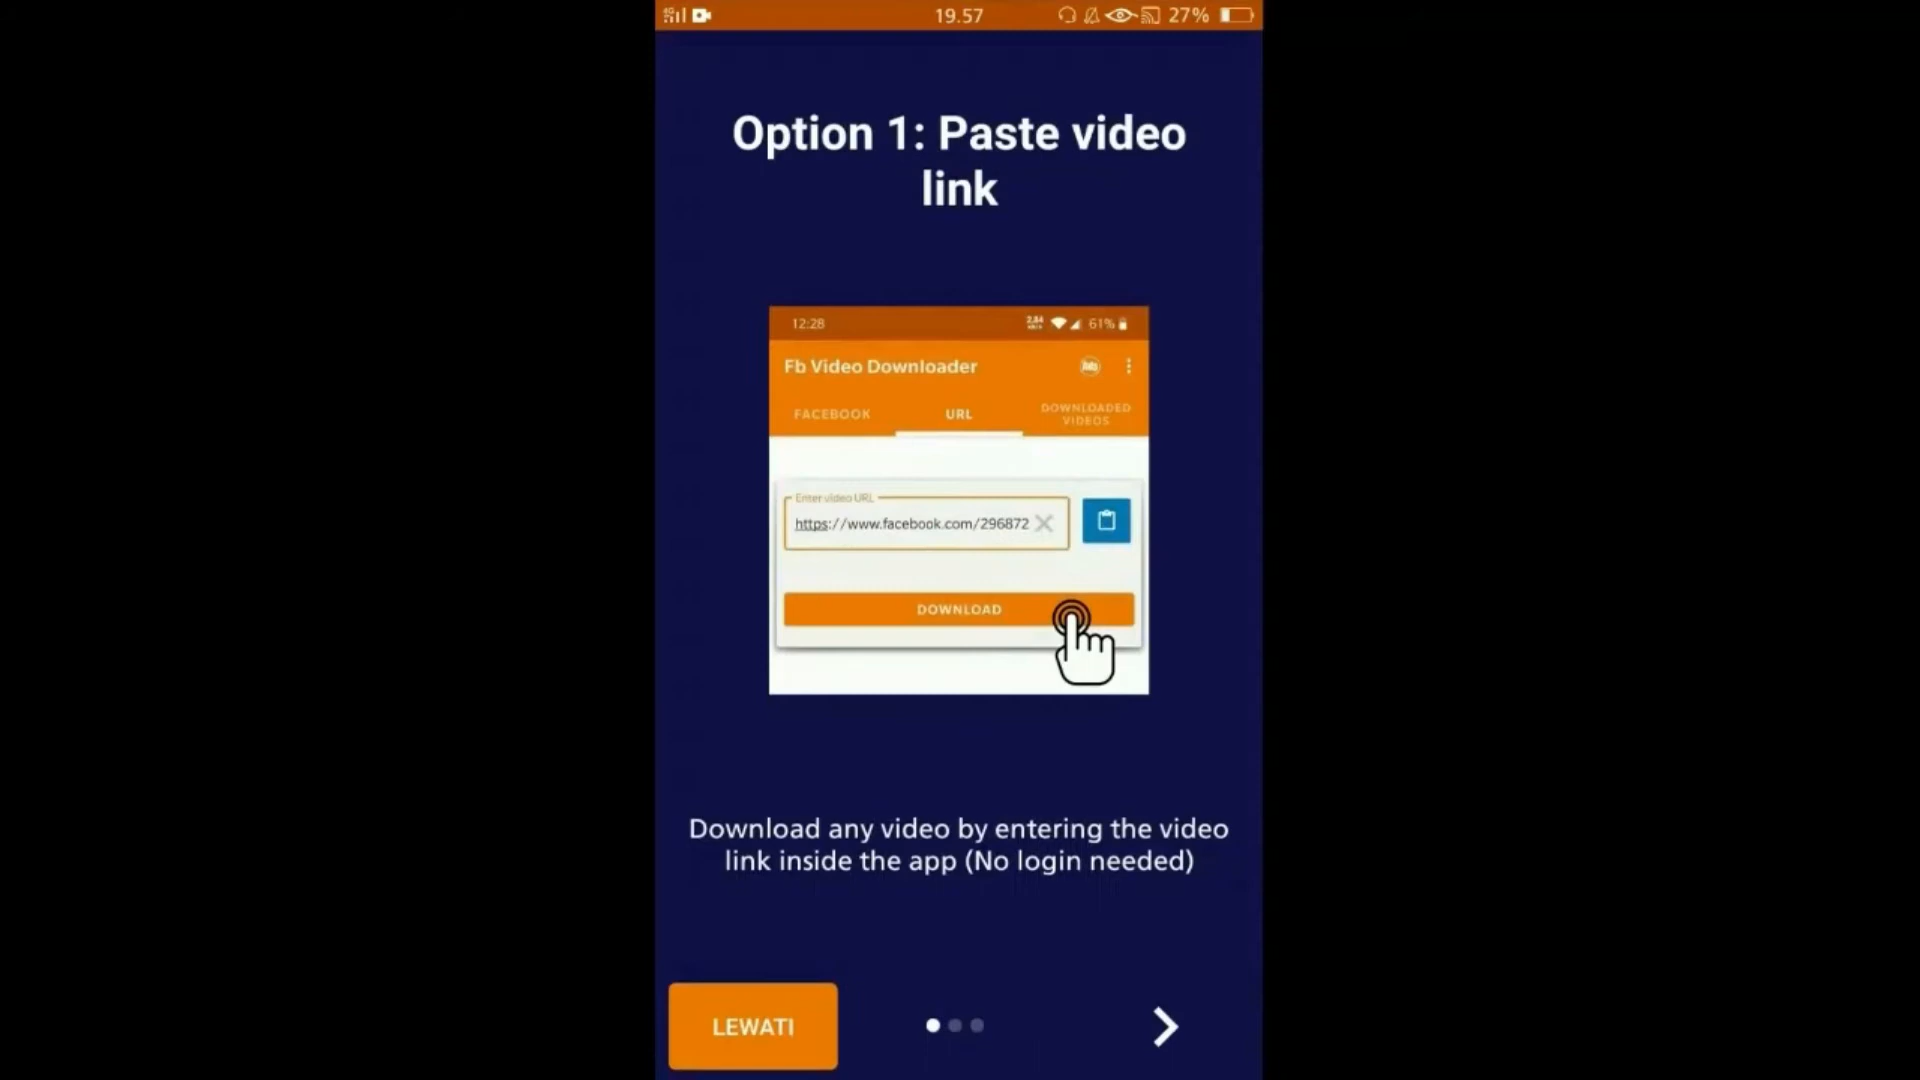 19.57
27%
Option 1: Paste video
link
12:28
61%
Fb Video Downloader
FACEBOOK
URL
DOWNLOADED
VIDEOS
Enter video URL
https://www.facebook.com/296872
DOWNLOAD
Download any video by entering the video
link inside the app (No login needed)
LEWATI